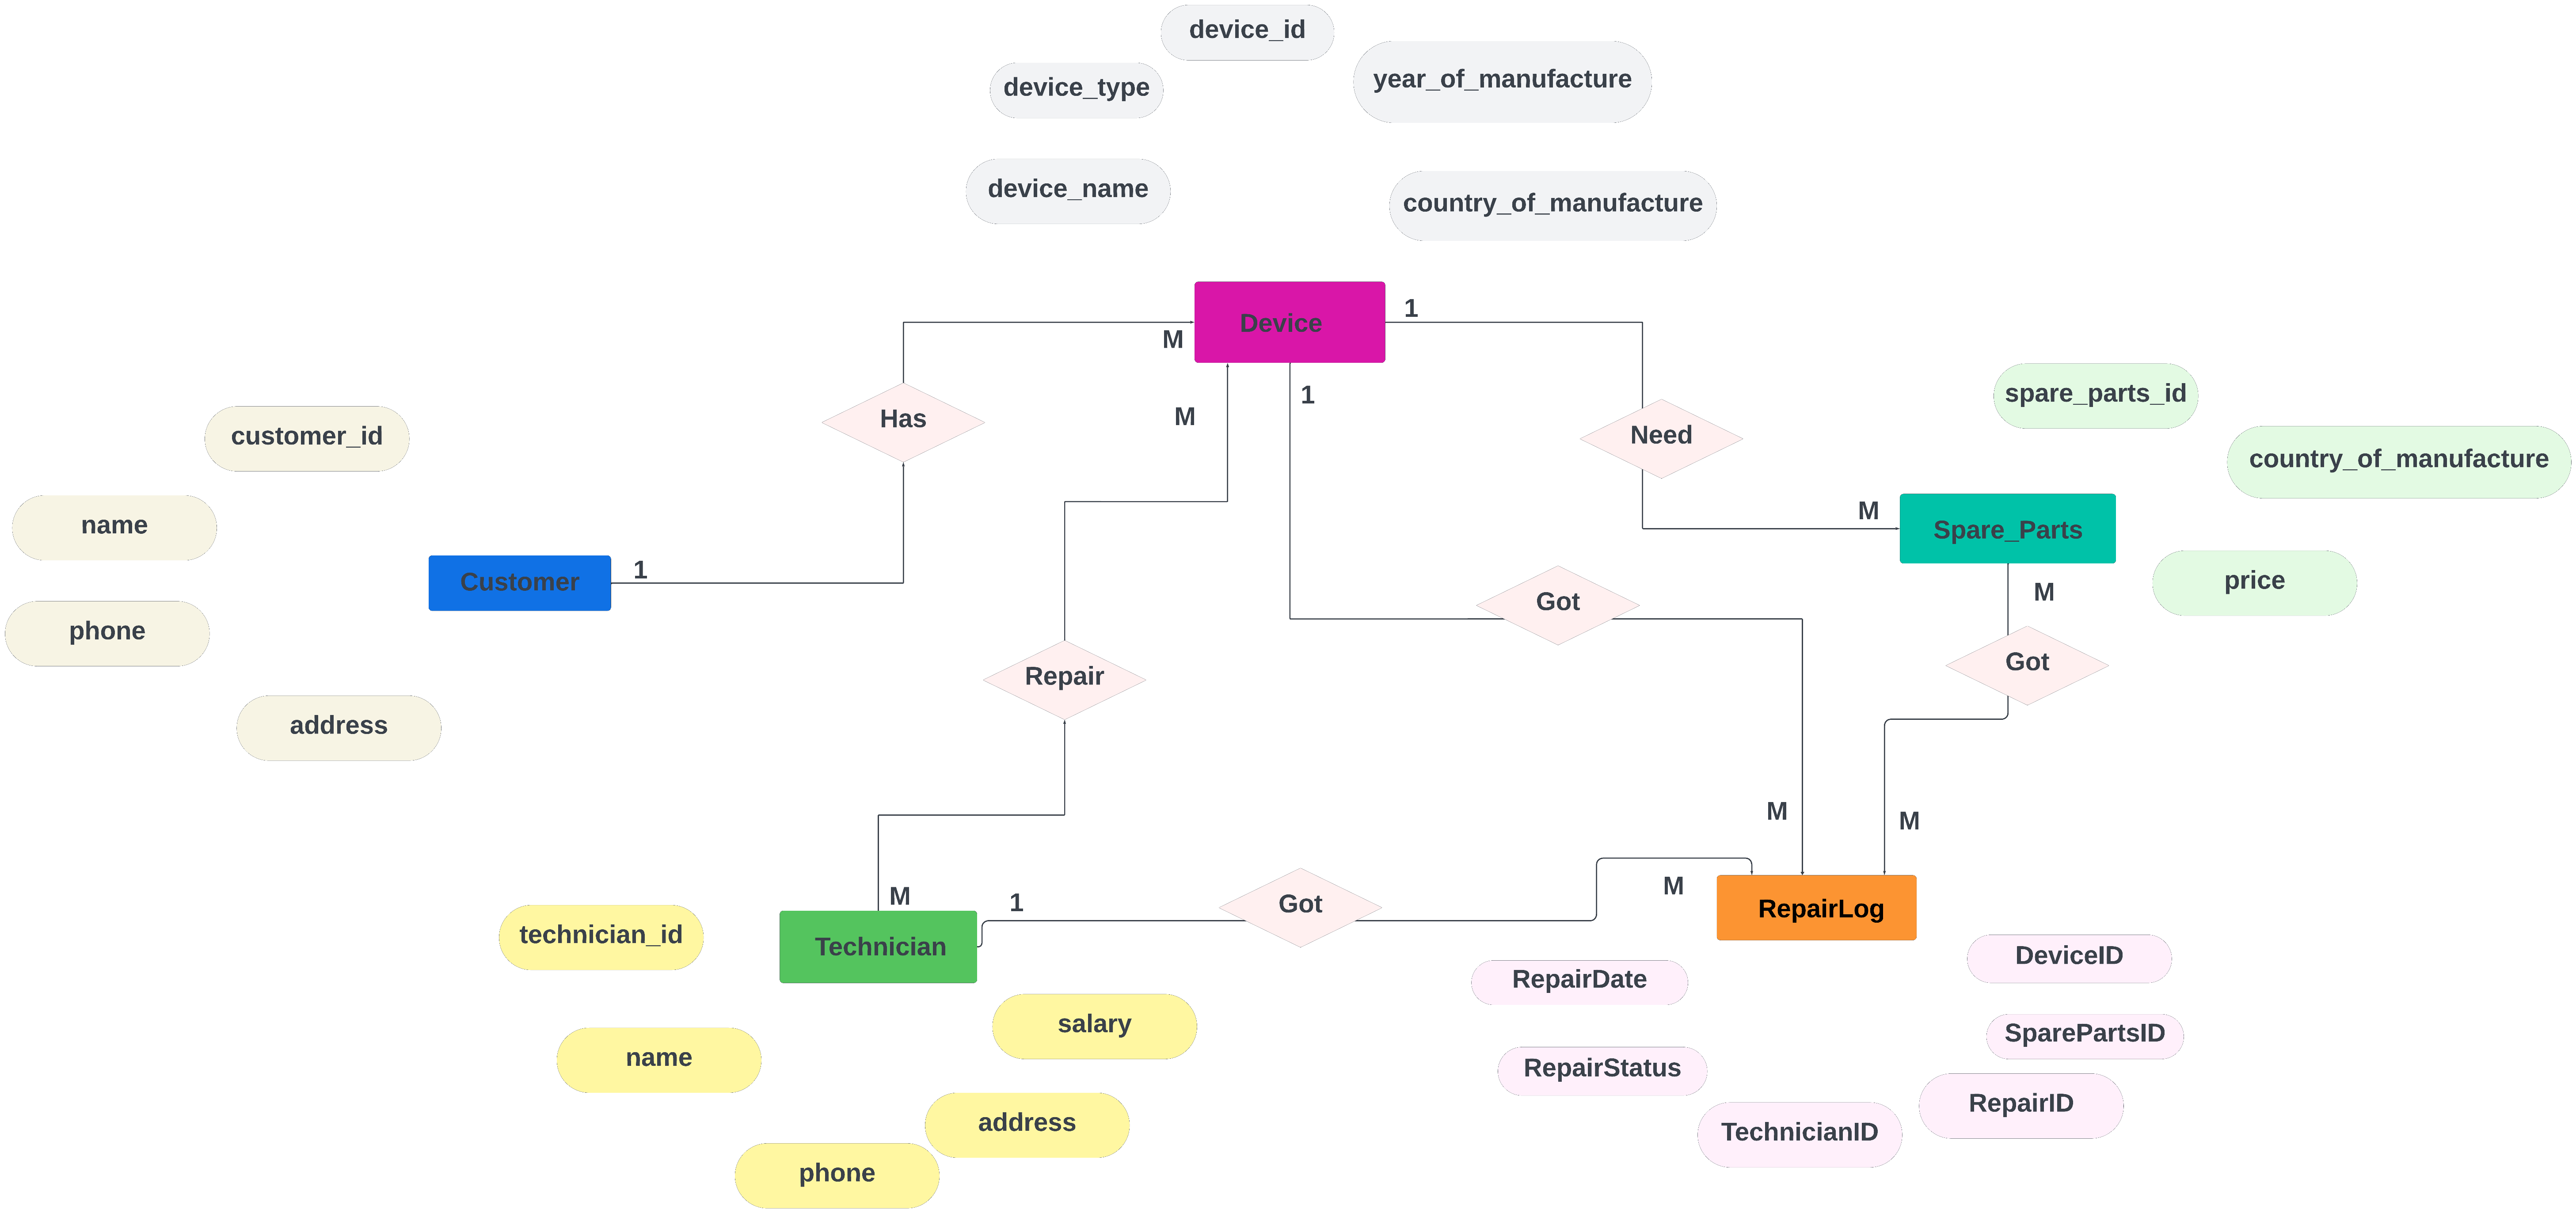 device_id
device_type
year_of_manufacture
device_name
country_of_manufacture
Device
1
M
1
M
Has
Need
spare_parts_id
country_of_manufacture
customer_id
name
M
Spare_Parts
Customer
1
price
M
Got
phone
Repair
Got
address
M
M
M
1
Got
M
RepairLog
technician_id
Technician
DeviceID
RepairDate
salary
SparePartsID
name
RepairStatus
RepairID
address
TechnicianID
phone